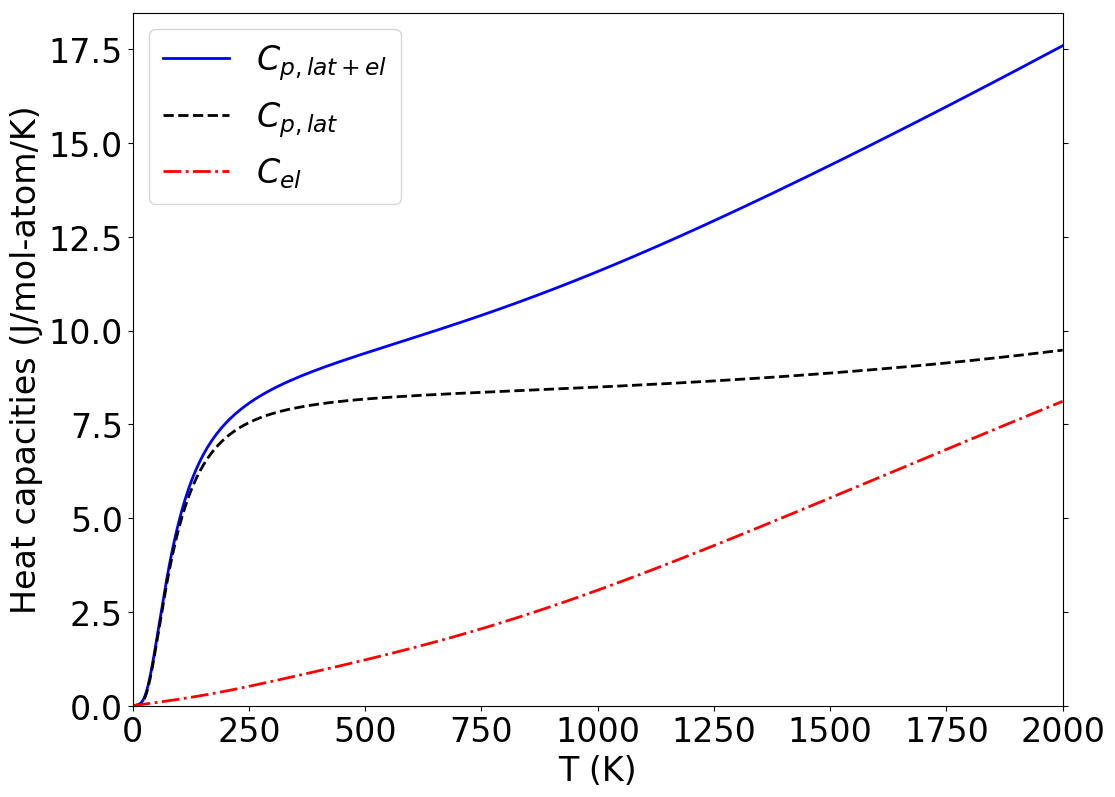 C_{p, lat+el}
C_{p, lat}
C_{el}
Heat capacities (J/mol-atom/K)
17.5
15.0
12.5
10.0
7.5
5.0
2.5
0.0
0 250 500 750 1000 1250 1500 1750 2000
T (K)